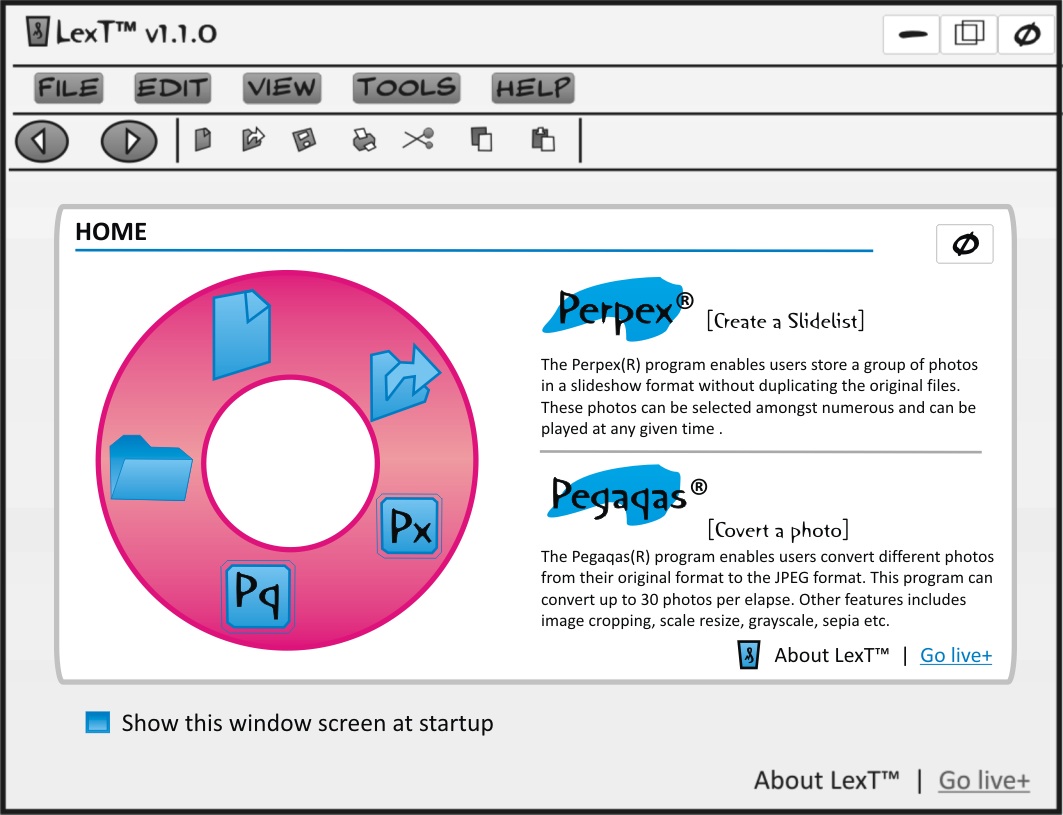 LexT™ v1.1.0
FILE EDIT VIEW TOOLS HELP
HOME
Perpex® [Create a Slidelist]
The Perpex(R) program enables users store a group of photos
in a slideshow format without duplicating the original files.
These photos can be selected amongst numerous and can be
played at any given time .
Pegaqas®
[Covert a photo]
The Pegaqas(R) program enables users convert different photos
from their original format to the JPEG format. This program can
convert up to 30 photos per elapse. Other features includes
image cropping, scale resize, grayscale, sepia etc.
Px
Pq
About LexT™ | Go live+
Show this window screen at startup
About LexT™ | Go live+